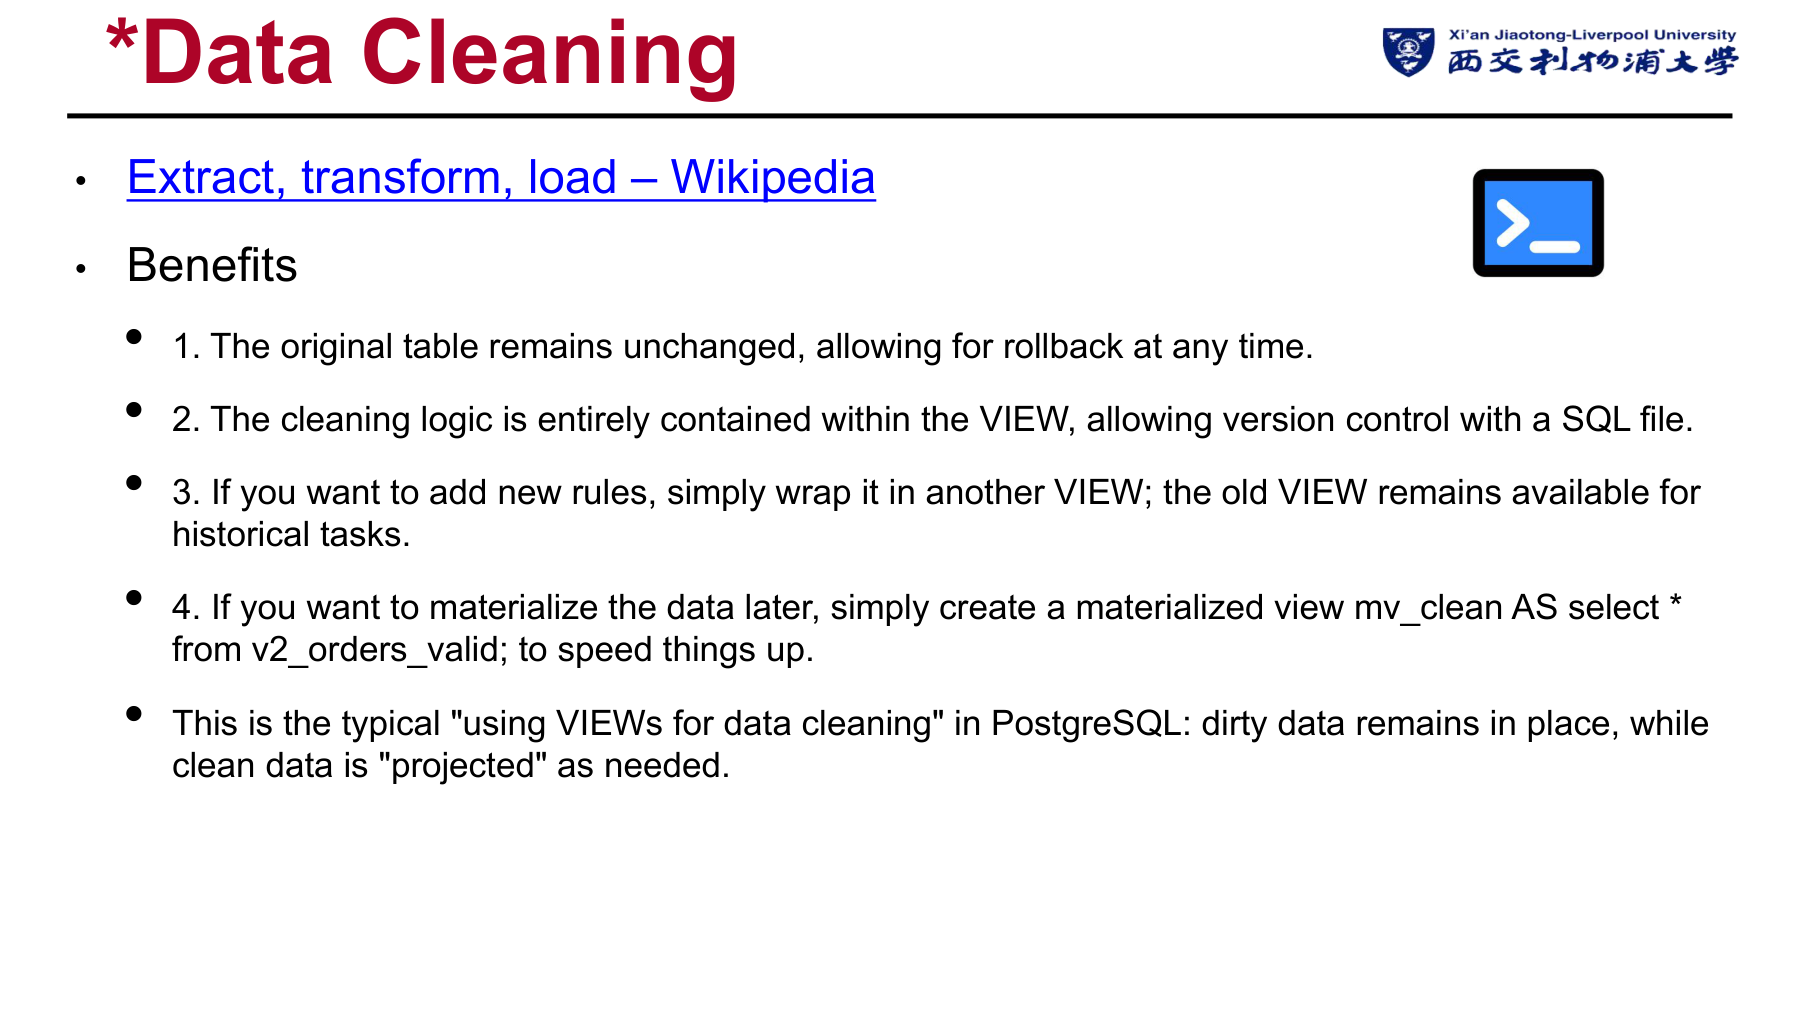 *Data Cleaning
Xi'an Jiaotong-Liverpool University
西交利物浦大学
• Extract, transform, load – Wikipedia
• Benefits
• 1. The original table remains unchanged, allowing for rollback at any time.
• 2. The cleaning logic is entirely contained within the VIEW, allowing version control with a SQL file.
• 3. If you want to add new rules, simply wrap it in another VIEW; the old VIEW remains available for
historical tasks.
• 4. If you want to materialize the data later, simply create a materialized view mv_clean AS select *
from v2_orders_valid; to speed things up.
• This is the typical "using VIEWs for data cleaning" in PostgreSQL: dirty data remains in place, while
clean data is "projected" as needed.